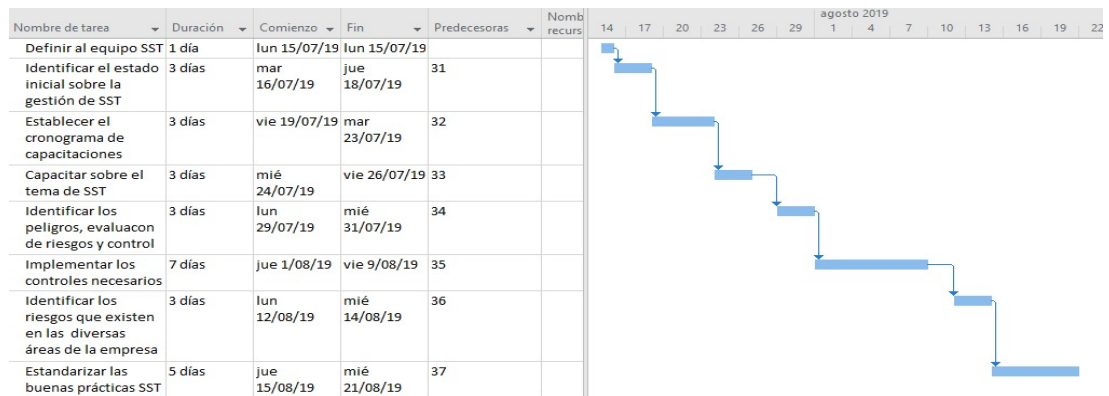 Nombre de tarea Duración Comienzo Fin Predecesoras Nomb
recurs
agosto 2019
14 17 20 23 26 29 1 4 7 10 13 16 19 22
Definir al equipo SST 1 día lun 15/07/19 lun 15/07/19
Identificar el estado 3 días mar jue 31
inicial sobre la 16/07/19 18/07/19
gestión de SST
Establecer el 3 días vie 19/07/19 mar 32
cronograma de 23/07/19
capacitaciones
Capacitar sobre el 3 días mié vie 26/07/19 33
tema de SST 24/07/19
Identificar los 3 días lun mié 34
peligros, evaluacon 29/07/19 31/07/19
de riesgos y control
Implementar los 7 días jue 1/08/19 vie 9/08/19 35
controles necesarios
Identificar los 3 días lun mié 36
riesgos que existen 12/08/19 14/08/19
en las diversas
áreas de la empresa
Estandarizar las 5 días jue mié 37
buenas prácticas SST 15/08/19 21/08/19